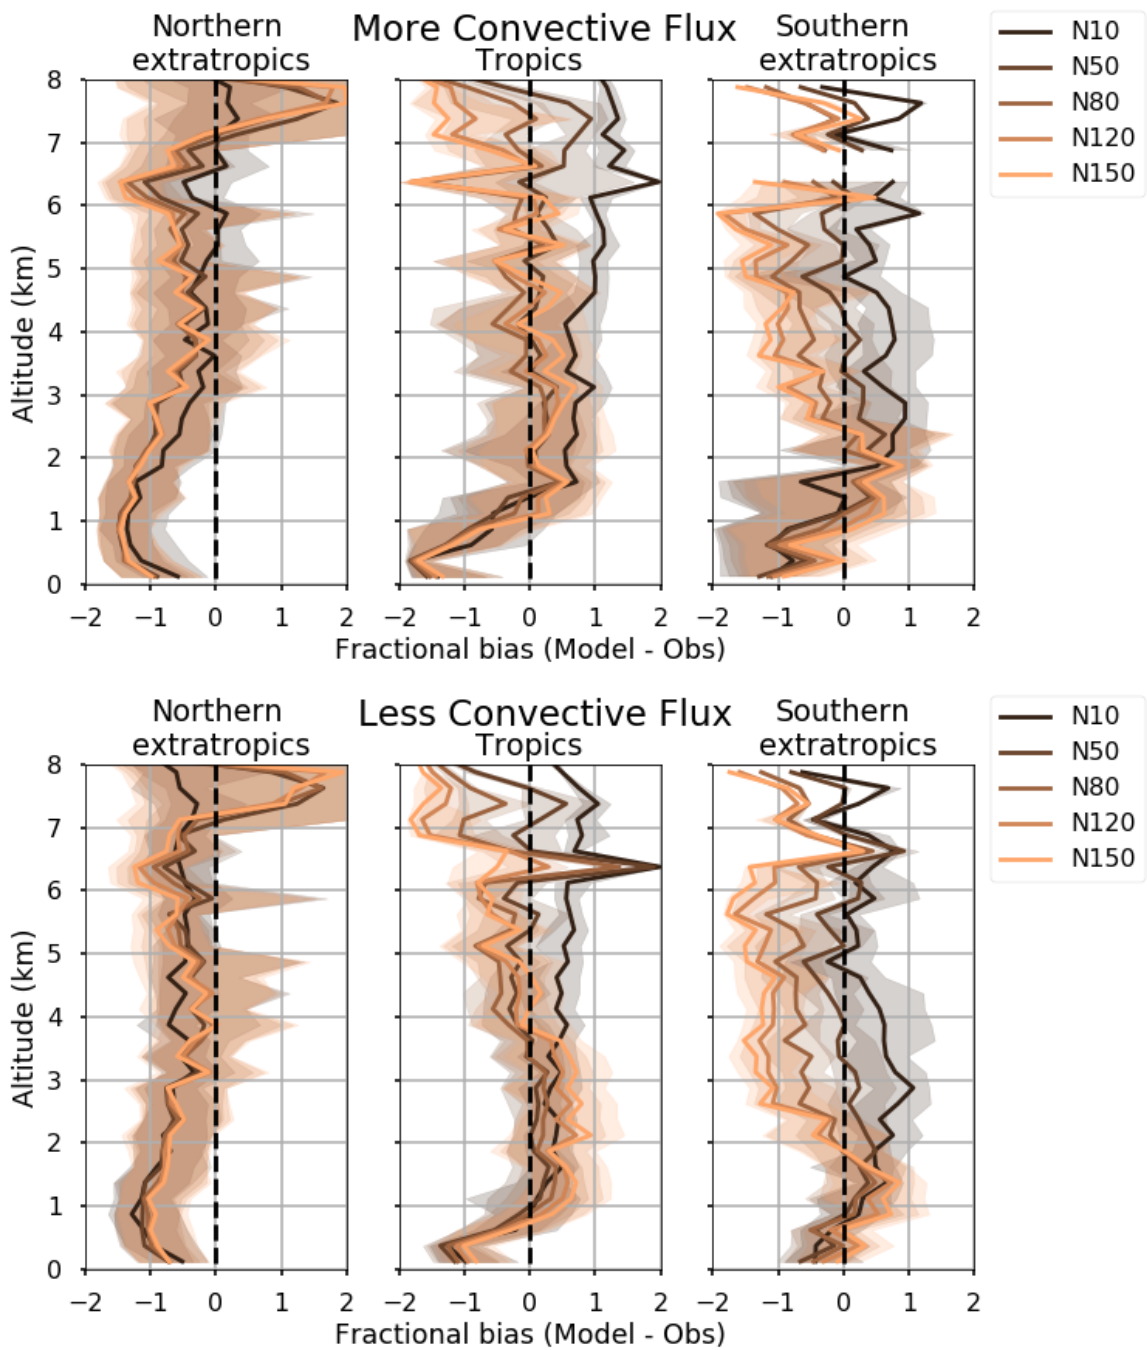 More Convective Flux
Northern
extratropics
Tropics
Southern
extratropics
N10
N50
N80
N120
N150
Altitude (km)
8
7
6
5
4
3
2
1
0
−2 −1 0 1 2
−2 −1 0 1 2
−2 −1 0 1 2
Fractional bias (Model - Obs)
Less Convective Flux
Northern
extratropics
Tropics
Southern
extratropics
N10
N50
N80
N120
N150
Altitude (km)
8
7
6
5
4
3
2
1
0
−2 −1 0 1 2
−2 −1 0 1 2
−2 −1 0 1 2
Fractional bias (Model - Obs)